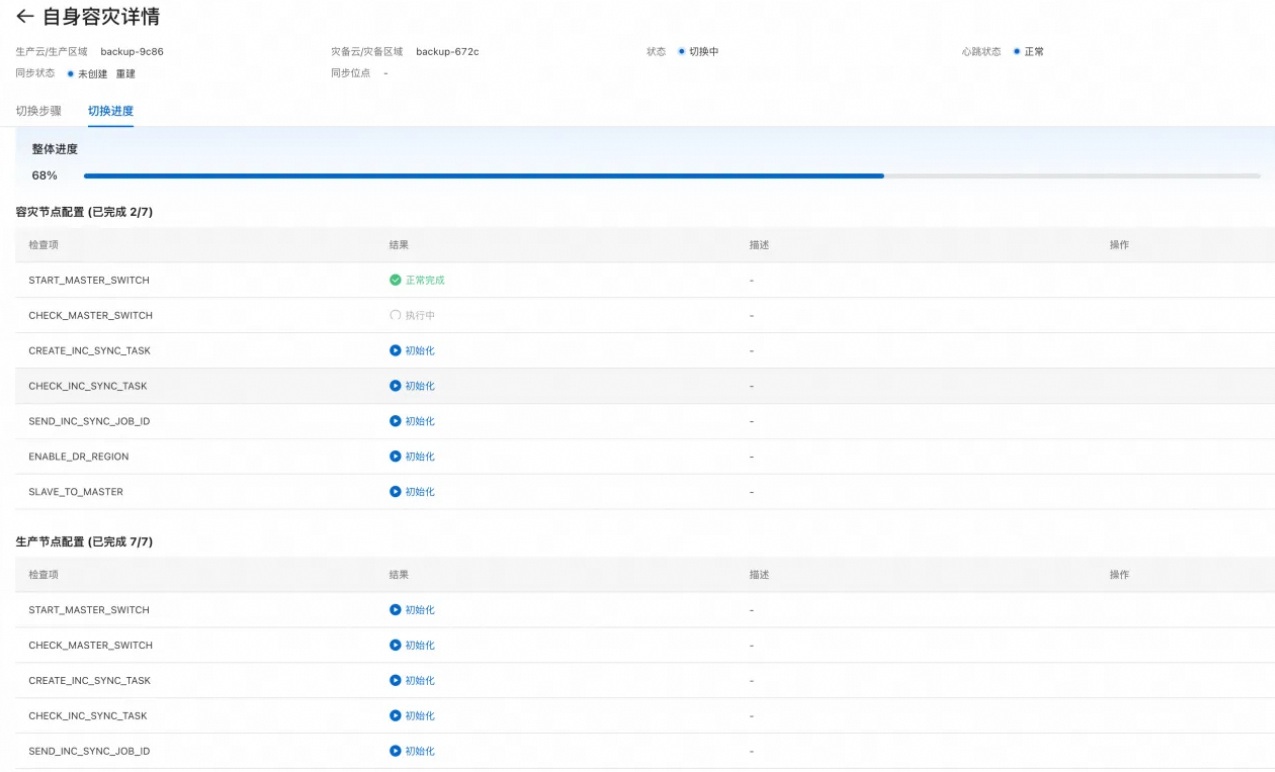 ← 自身容灾详情
生产云/生产区域 backup-9c86 灾备云/灾备区域 backup-672c 状态 切换中 心跳状态 正常
同步状态 未创建 重建 同步位点 -
切换步骤 切换进度
整体进度
68%
容灾节点配置 (已完成 2/7)
检查项 结果 描述 操作
START_MASTER_SWITCH 正常完成 -
CHECK_MASTER_SWITCH 执行中 -
CREATE_INC_SYNC_TASK 初始化 -
CHECK_INC_SYNC_TASK 初始化 -
SEND_INC_SYNC_JOB_ID 初始化 -
ENABLE_DR_REGION 初始化 -
SLAVE_TO_MASTER 初始化 -
生产节点配置 (已完成 7/7)
检查项 结果 描述 操作
START_MASTER_SWITCH 初始化 -
CHECK_MASTER_SWITCH 初始化 -
CREATE_INC_SYNC_TASK 初始化 -
CHECK_INC_SYNC_TASK 初始化 -
SEND_INC_SYNC_JOB_ID 初始化 -